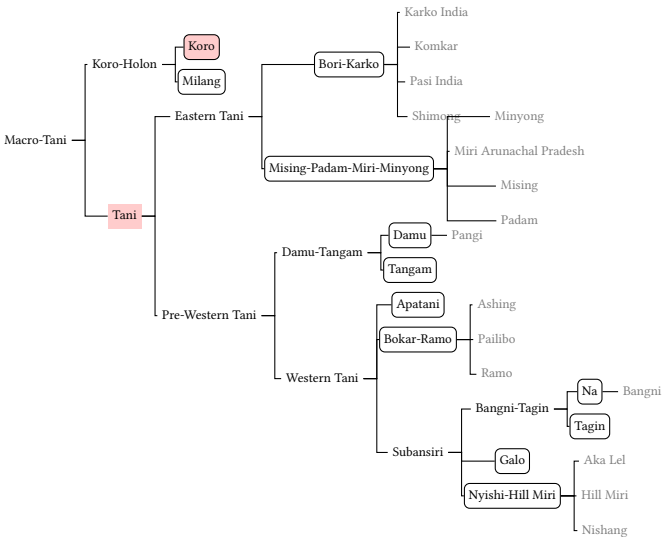 Karko India
Koro
Komkar
Koro-Holon
Bori-Karko
Milang
Pasi India
Eastern Tani
Shimong
Minyong
Macro-Tani
Miri Arunachal Pradesh
Mising-Padam-Miri-Minyong
Mising
Tani
Padam
Damu
Pangi
Damu-Tangam
Tangam
Apatani
Ashing
Pre-Western Tani
Bokar-Ramo
Pailibo
Western Tani
Ramo
Na
Bangni
Bangni-Tagin
Tagin
Subansiri
Galo
Aka Lel
Nyishi-Hill Miri
Hill Miri
Nishang